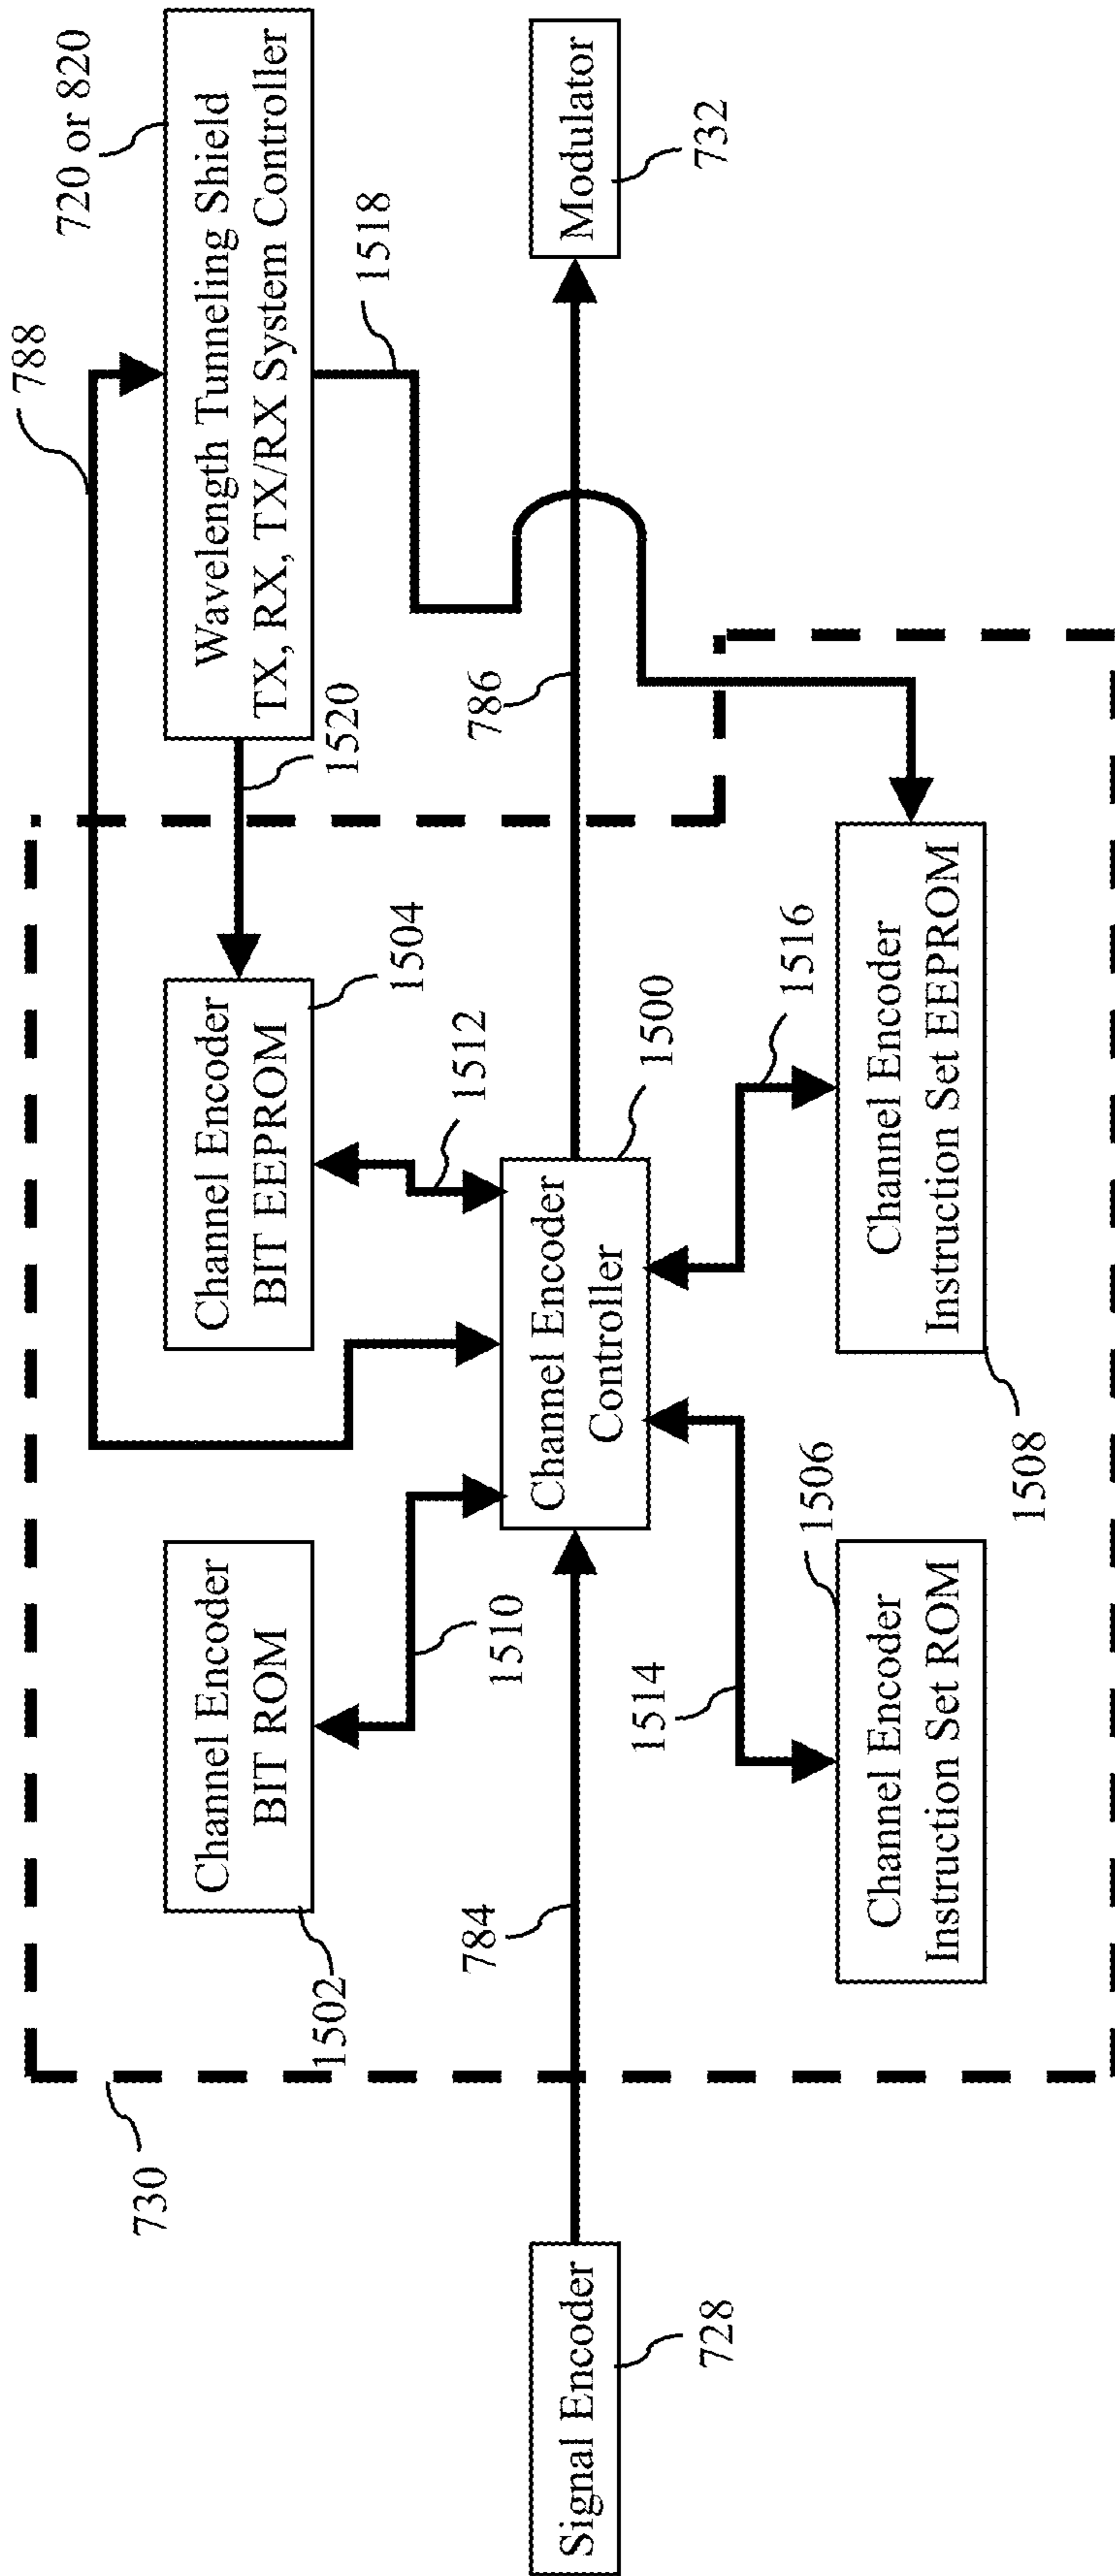 720 or 820
788
Wavelength Tunneling Shield
TX, RX, TX/RX System Controller
1518
1520
730
1502
Channel Encoder
BIT ROM
Channel Encoder
BIT EEPROM
1504
1510
1512
Signal Encoder
728
784
Channel Encoder
Controller
1500
786
Modulator
732
1514
1516
1506
Channel Encoder
Instruction Set ROM
Channel Encoder
Instruction Set EEPROM
1508